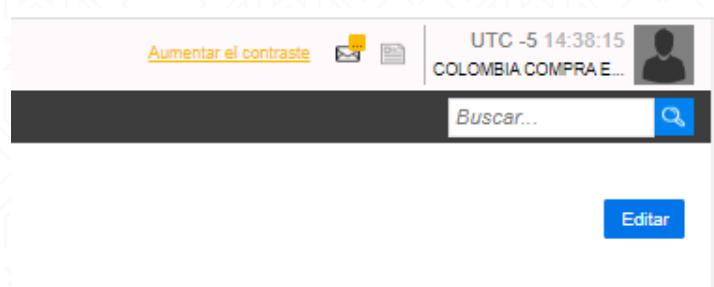 Aumentar el contraste
UTC -5 14:38:15
COLOMBIA COMPRA E...
Buscar...
Editar